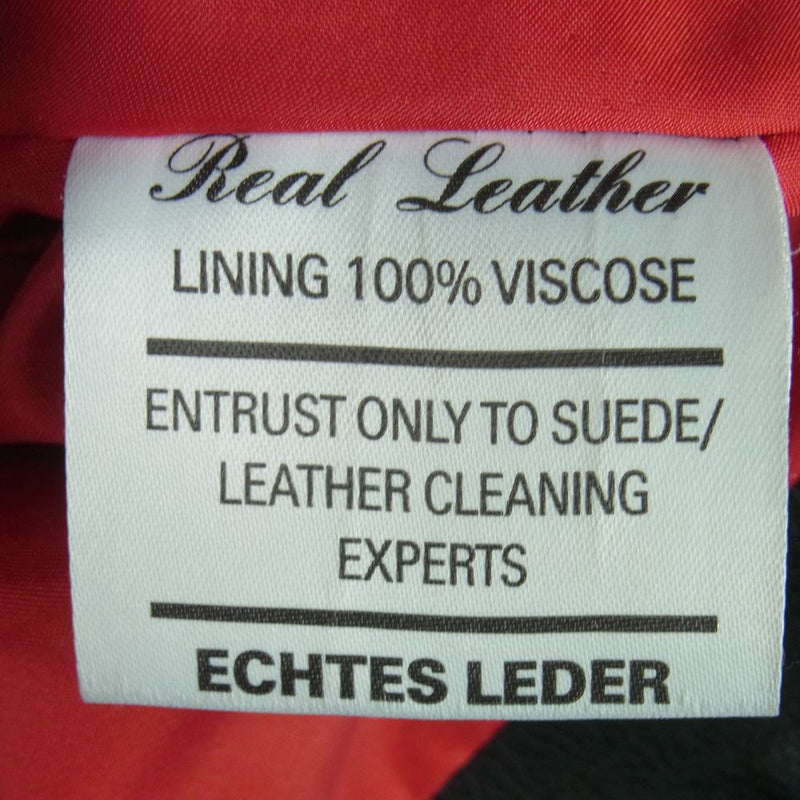 Real Leather
LINING 100% VISCOSE
ENTRUST ONLY TO SUEDE/
LEATHER CLEANING
EXPERTS
ECHTES LEDER